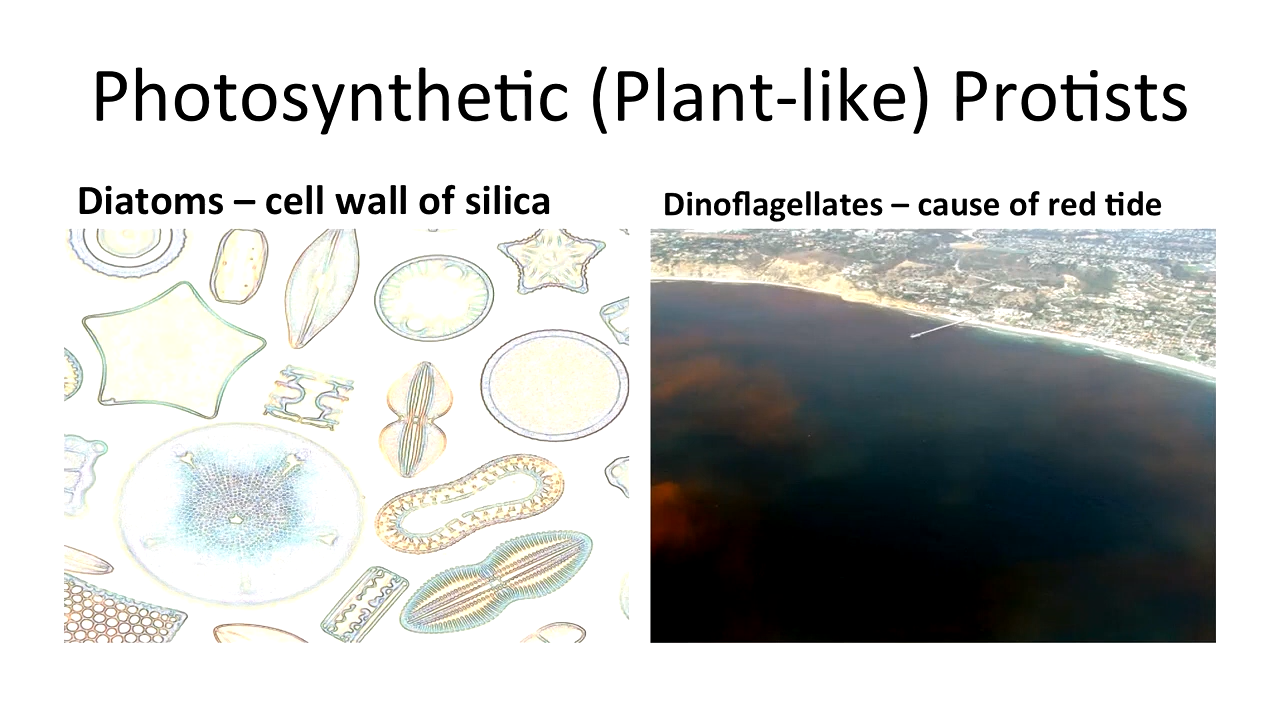 Photosynthetic (Plant-like) Protists
Diatoms – cell wall of silica
Dinoflagellates – cause of red tide